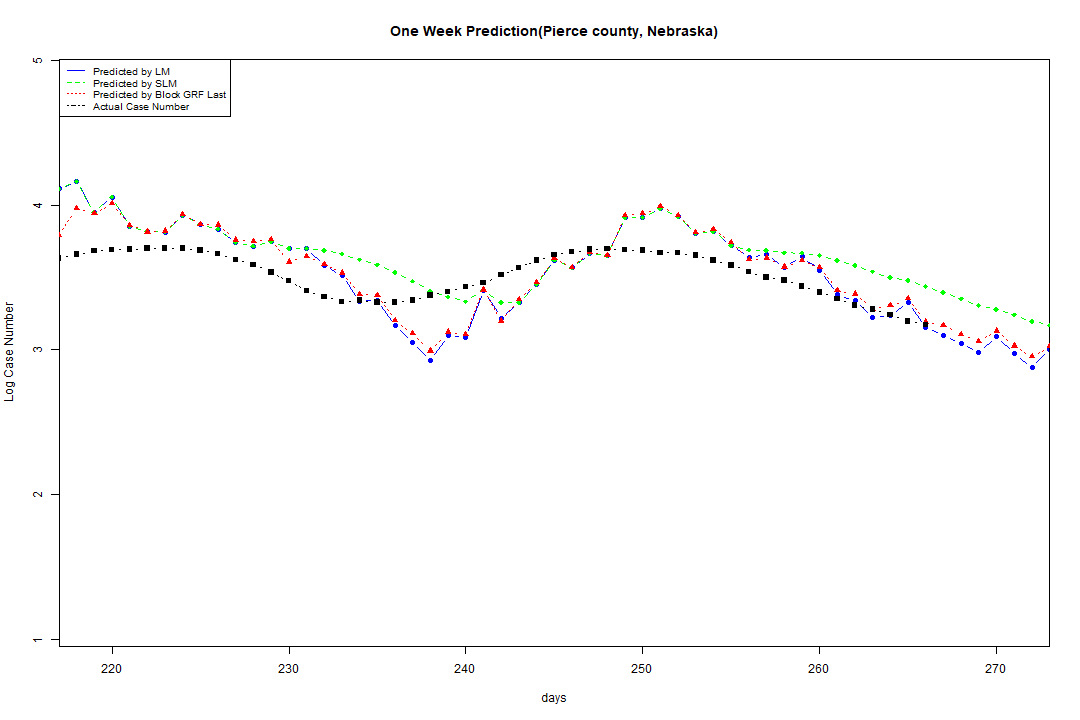 One Week Prediction(Pierce county, Nebraska)
5
Predicted by LM
Predicted by SLM
Predicted by Block GRF Last
Actual Case Number
4
3
2
1
Log Case Number
220 230 240 250 260 270
days